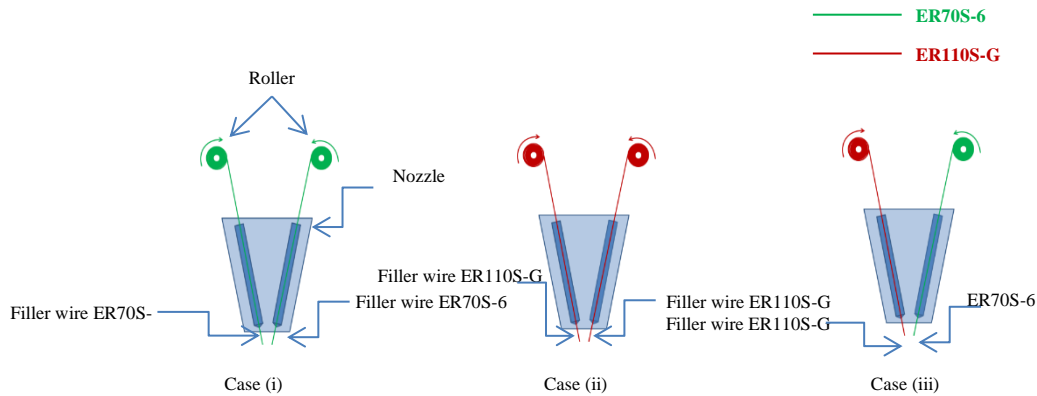 ER70S-6
ER110S-G
Roller
Nozzle
Filler wire ER70S-
Filler wire ER70S-6
Case (i)
Filler wire ER110S-G
Filler wire ER110S-G
Case (ii)
Filler wire ER110S-G
ER70S-6
Case (iii)